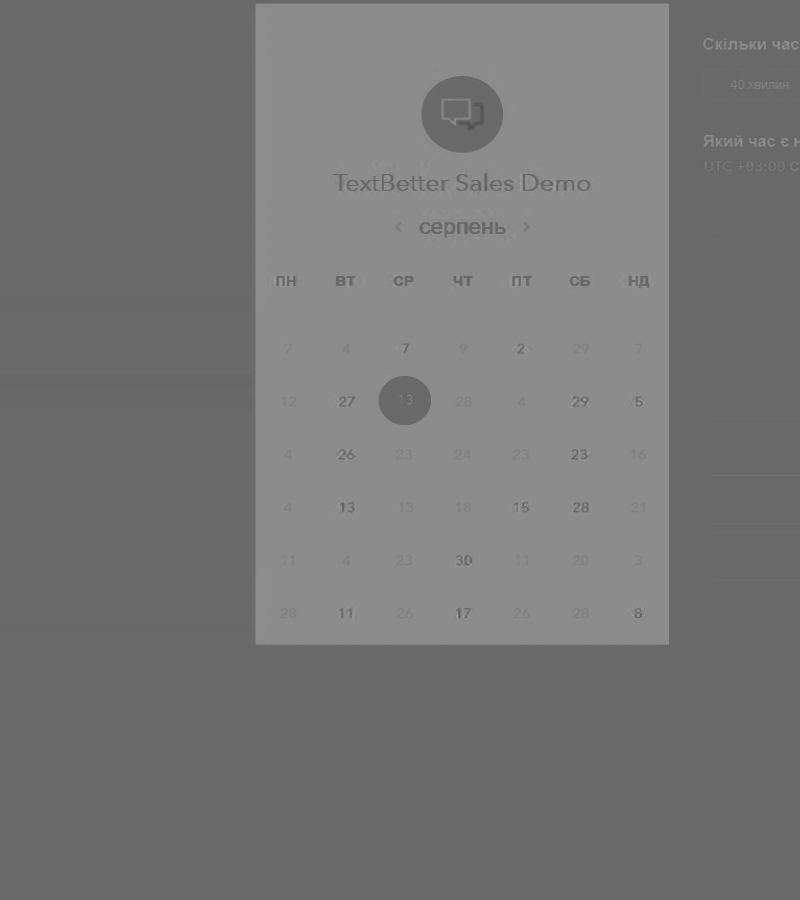 TextBetter Sales Demo
‹ серпень ›
ПН ВТ СР ЧТ ПТ СБ НД
7 4 7 9 2 29 7
12 27 13 28 4 29 5
4 26 23 24 23 23 16
4 13 13 18 15 28 21
11 4 23 30 11 20 3
28 11 26 17 26 28 8
Скільки час
40 хвилин
Який час є н
UTC +03:00 С